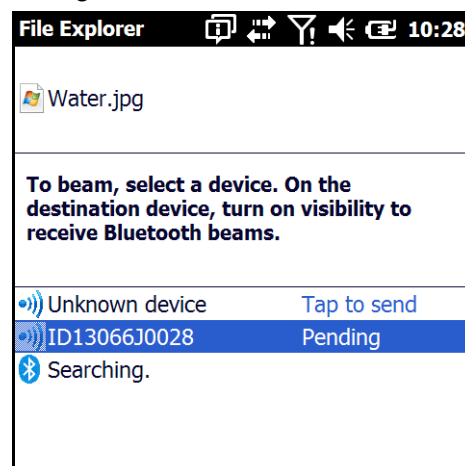 File Explorer 10:28
Water.jpg
To beam, select a device. On the
destination device, turn on visibility to
receive Bluetooth beams.
Unknown device Tap to send
ID13066J0028 Pending
Searching.